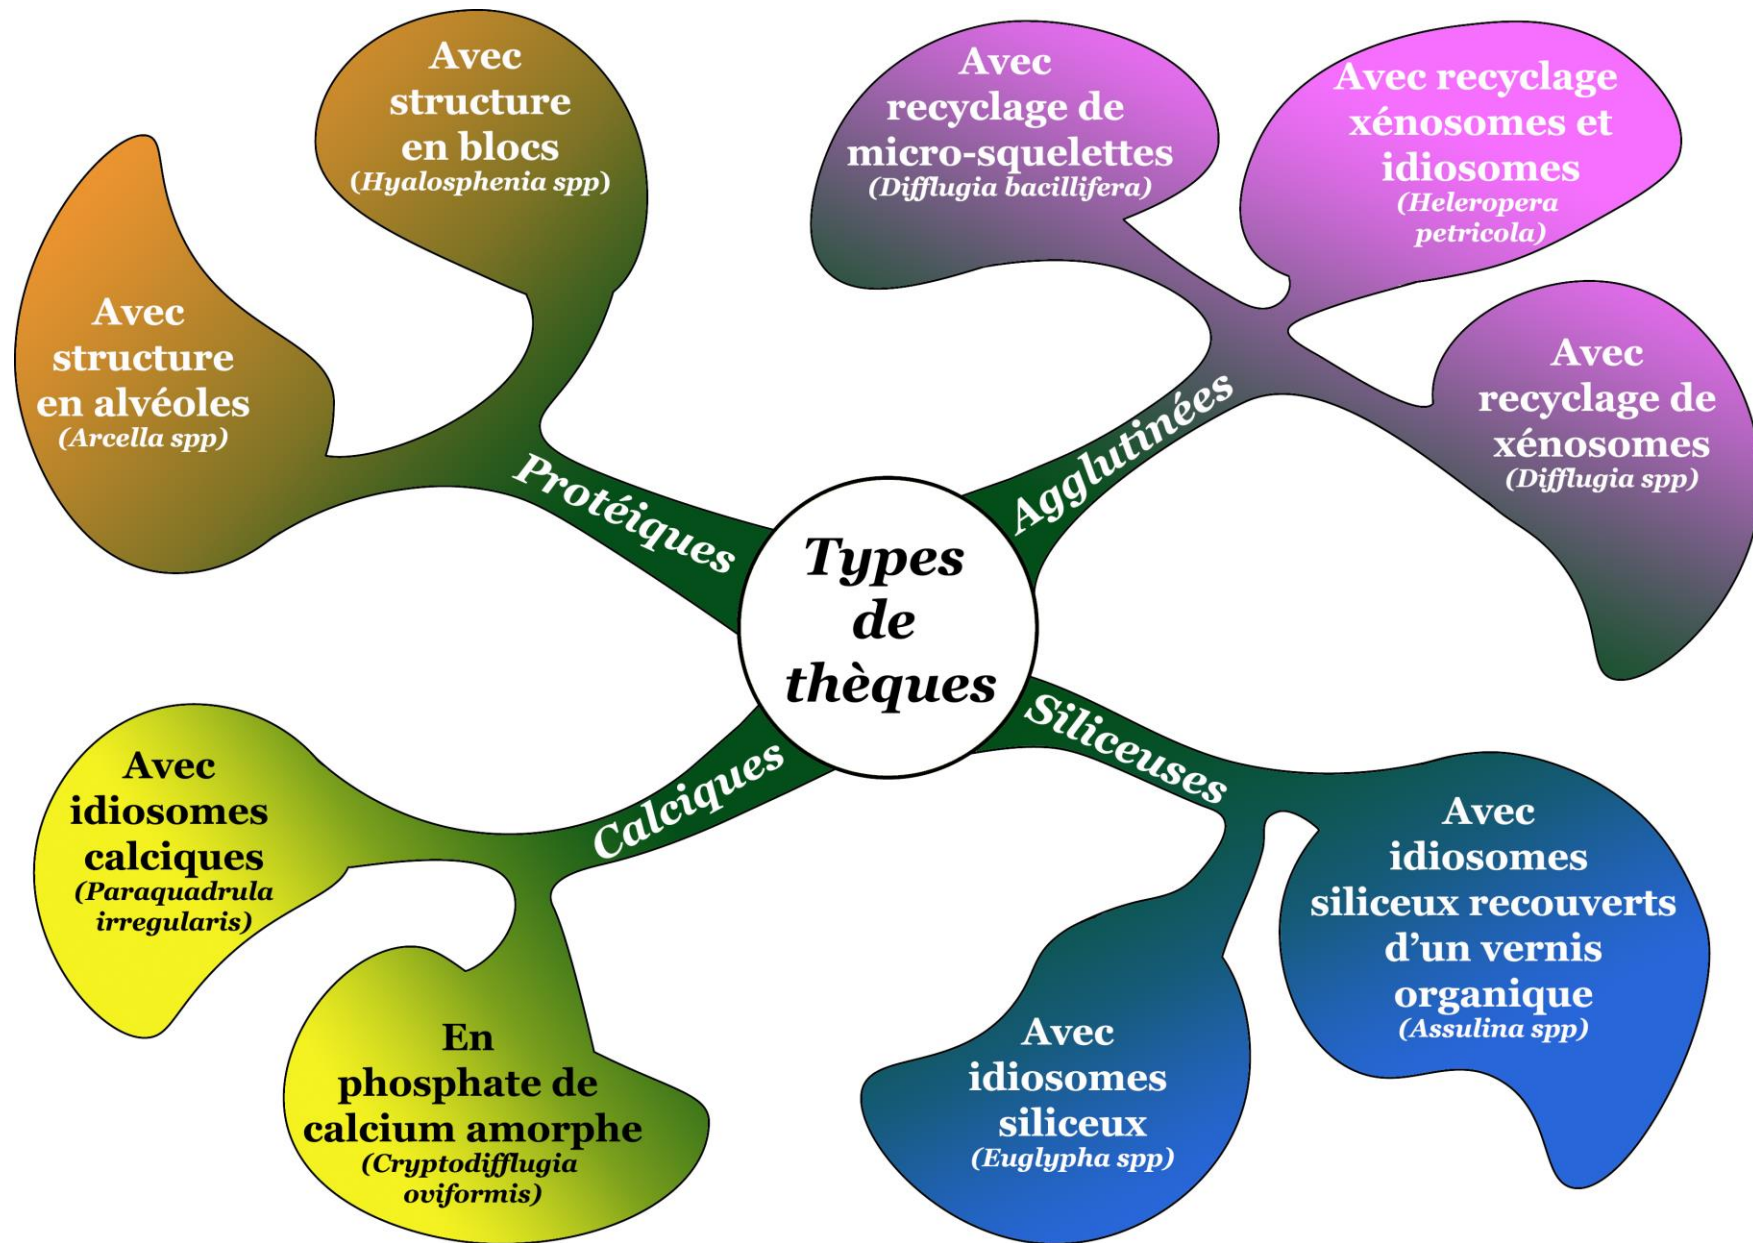 Avec
structure
en blocs
(Hyalosphenia spp)
Avec
structure
en alvéoles
(Arcella spp)
Protéiques
Avec
recyclage de
micro-squelettes
(Difflugia bacillifera)
Avec recyclage
xénosomes et
idiosomes
(Heleropera
petricola)
Avec
recyclage de
xénosomes
(Difflugia spp)
Agglutinées
Types
de
thèques
Calciques
Avec
idiosomes
calciques
(Paraquadrula
irregularis)
En
phosphate de
calcium amorphe
(Cryptodifflugia
oviformis)
Siliceuses
Avec
idiosomes
siliceux
(Euglypha spp)
Avec
idiosomes
siliceux recouverts
d’un vernis
organique
(Assulina spp)